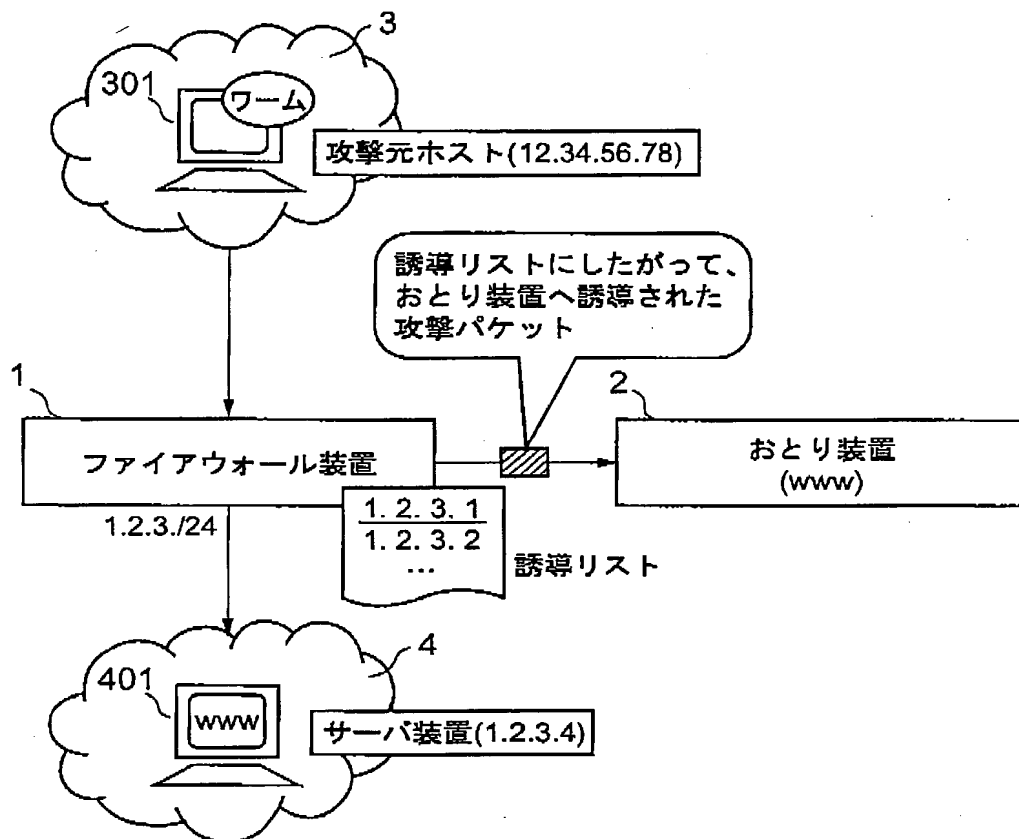 3
301
ワーム
攻撃元ホスト(12.34.56.78)
誘導リストにしたがって、
おとり装置へ誘導された
攻撃パケット
1
2
ファイアウォール装置
おとり装置
(www)
1.2.3./24
1. 2. 3. 1
1. 2. 3. 2
...
誘導リスト
4
401
www
サーバ装置(1.2.3.4)